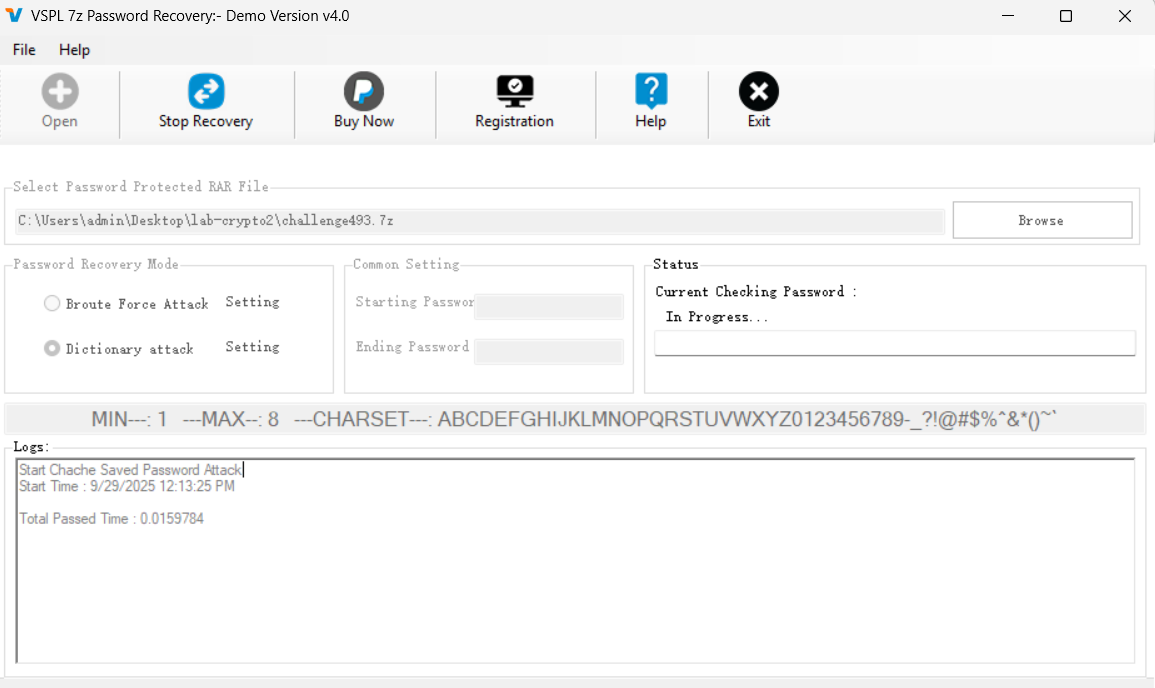 VSPL 7z Password Recovery:- Demo Version v4.0
File Help
Open Stop Recovery Buy Now Registration Help Exit
Select Password Protected RAR File
C:\Users\admin\Desktop\lab-crypto2\challenge493.7z Browse
Password Recovery Mode
Broute Force Attack Setting
Dictionary attack Setting
Common Setting
Starting Passwor
Ending Password
Status
Current Checking Password :
In Progress...
MIN---: 1 ---MAX--: 8 ---CHARSET---: ABCDEFGHIJKLMNOPQRSTUVWXYZ0123456789-_?!@#$%^&*()~`
Logs:
Start Chache Saved Password Attack
Start Time : 9/29/2025 12:13:25 PM
Total Passed Time : 0.0159784